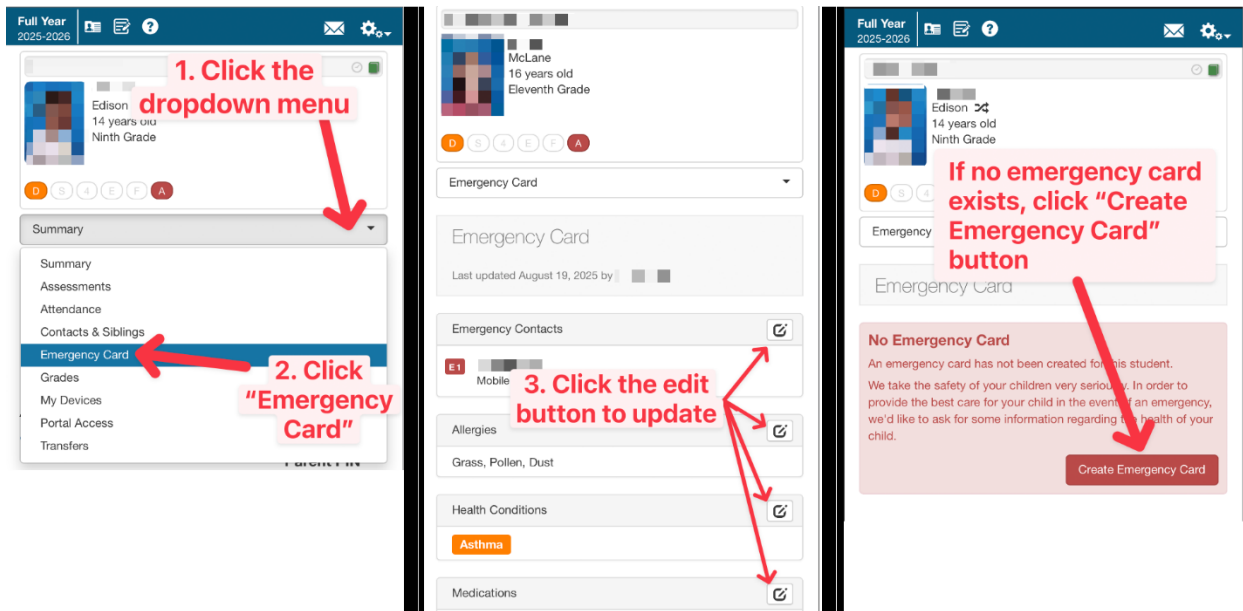 Full Year
2025-2026
1. Click the
dropdown menu
Edison
14 years old
Ninth Grade
D S 4 E F A
Summary
Summary
Assessments
Attendance
Contacts & Siblings
Emergency Card
Grades
My Devices
Portal Access
Transfers
2. Click
“Emergency
Card”
Parent PIN
McLane
16 years old
Eleventh Grade
D S 4 E F A
Emergency Card
Emergency Card
Last updated August 19, 2025 by
Emergency Contacts
E1
Mobile
3. Click the edit
button to update
Allergies
Grass, Pollen, Dust
Health Conditions
Asthma
Medications
Full Year
2025-2026
Edison
14 years old
Ninth Grade
D S 4
If no emergency card
exists, click “Create
Emergency Card”
button
Emergency
Emergency Card
No Emergency Card
An emergency card has not been created for this student.
We take the safety of your children very seriously. In order to
provide the best care for your child in the event of an emergency,
we'd like to ask for some information regarding the health of your
child.
Create Emergency Card